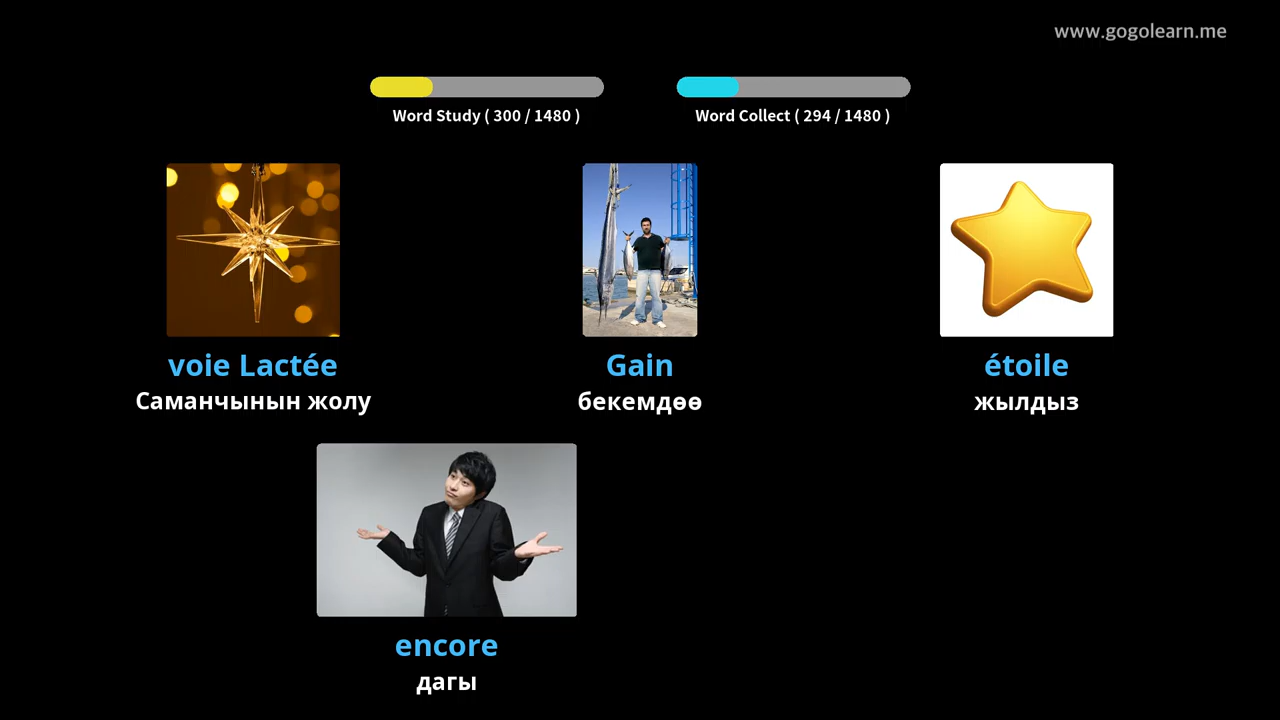 www.gogolearn.me
Word Study ( 300 / 1480 )
Word Collect ( 294 / 1480 )
voie Lactée
Саманчынын жолу
Gain
бекемдөө
étoile
жылдыз
encore
дагы